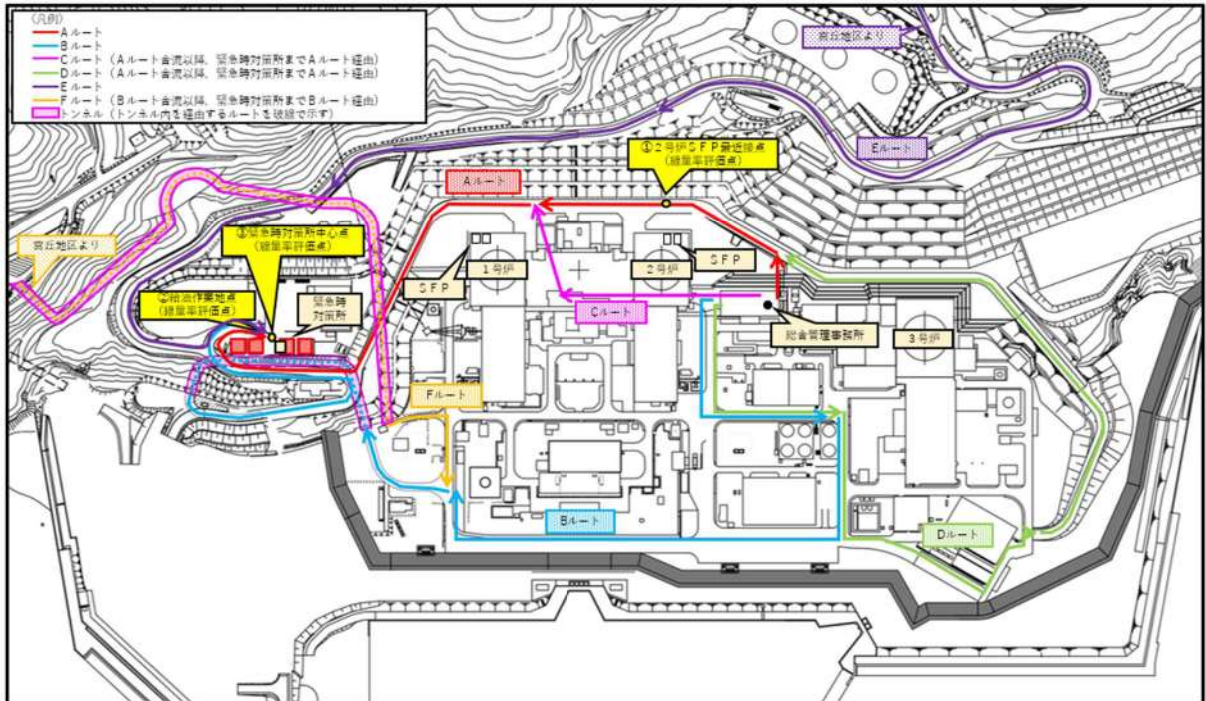 (凡例)
Aルート
Bルート
Cルート(Aルート合流以降、緊急時対策所までAルート経由)
Dルート(Aルート合流以降、緊急時対策所までAルート経由)
Eルート
Fルート(Bルート合流以降、緊急時対策所までBルート経由)
トンネル(トンネル内を経由するルートを破線で示す)
宮丘地区より
Eルート
①2号炉SFP最近接点
(線量率評価点)
Aルート
宮丘地区より
③緊急時対策所中心点
(線量率評価点)
SFP
1号炉
2号炉
SFP
②給油作業地点
(線量率評価点)
緊急時
対策所
Cルート
総合管理事務所
3号炉
Fルート
Bルート
Dルート